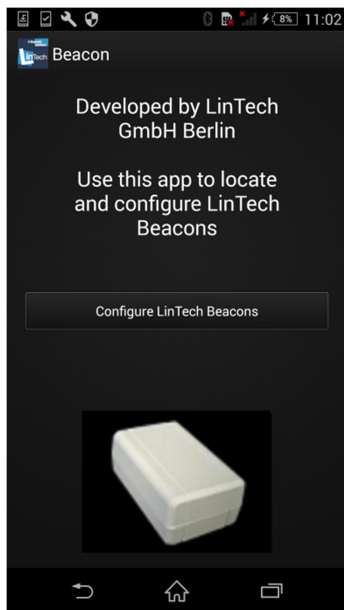 8%
11:02
LinTech
Beacon
Developed by LinTech
GmbH Berlin
Use this app to locate
and configure LinTech
Beacons
Configure LinTech Beacons